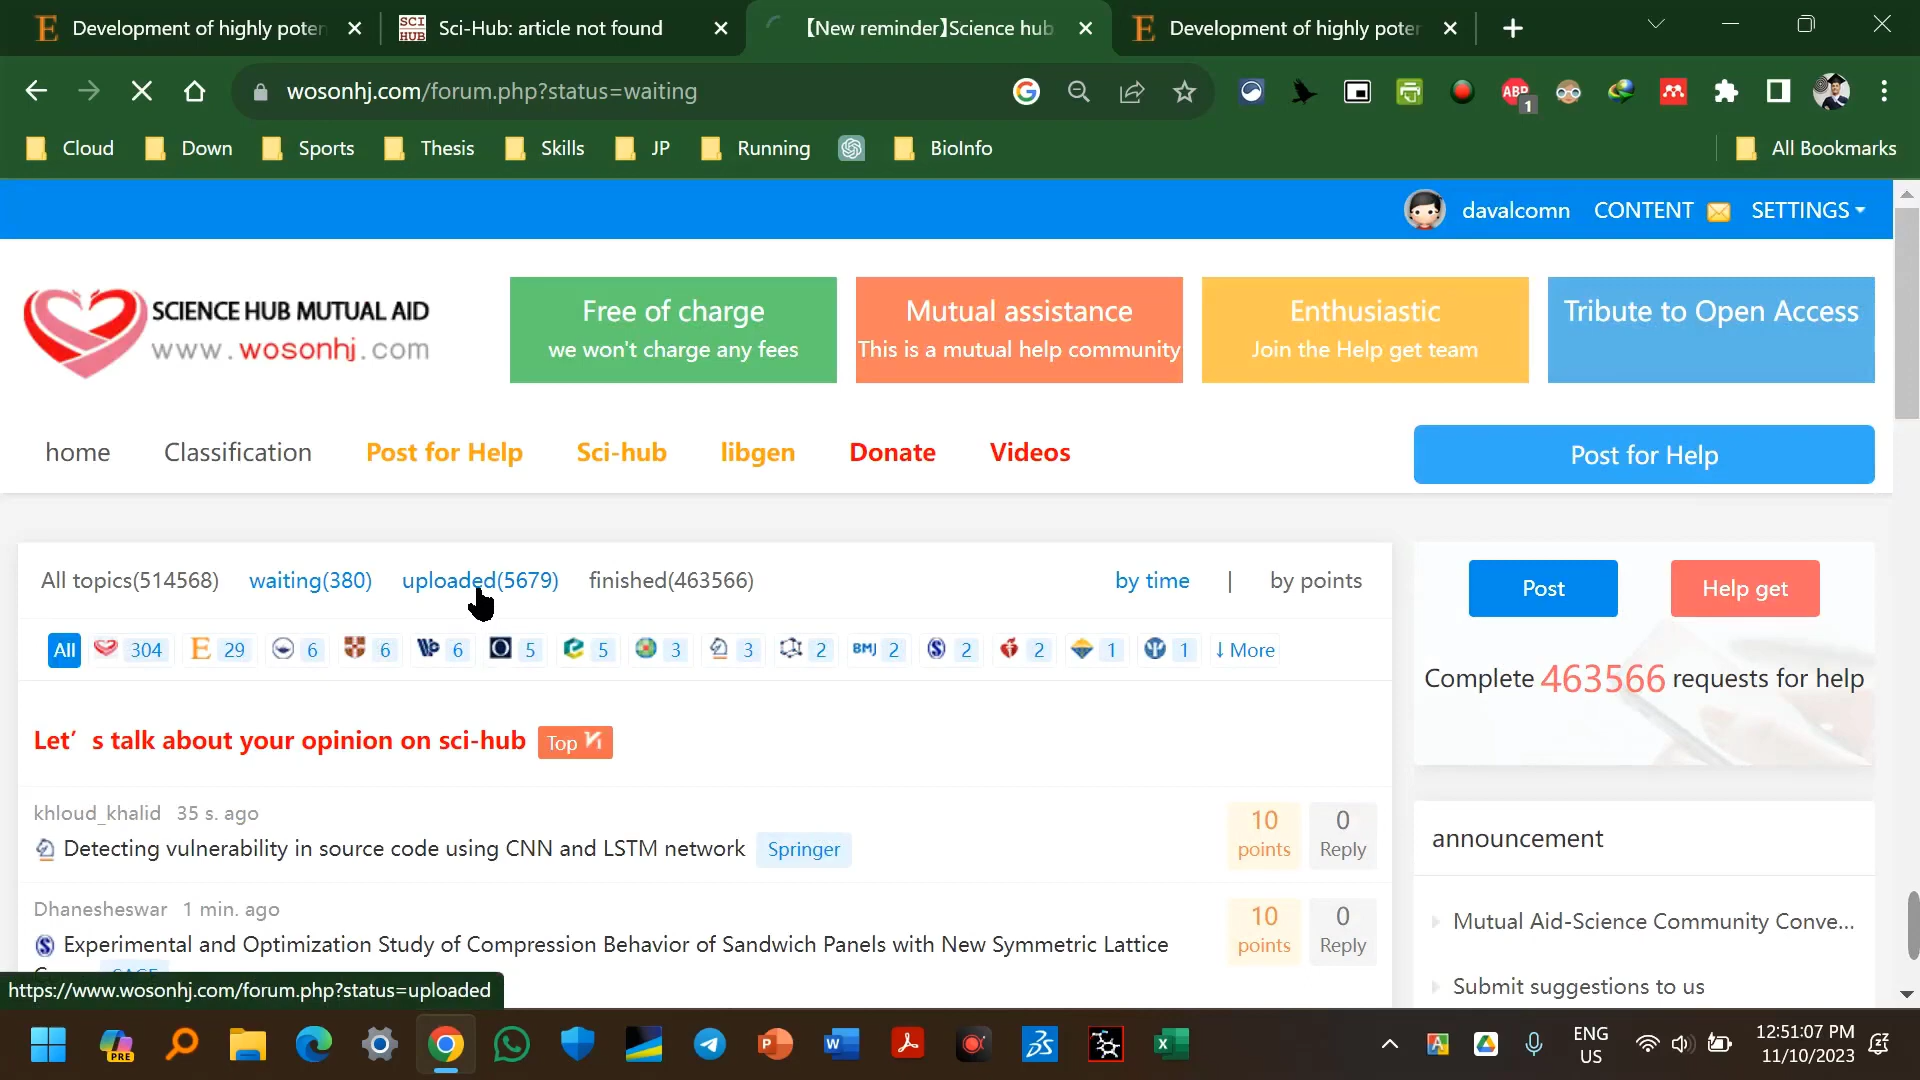 Development of highly poten
Sci-Hub: article not found
【New reminder】Science hub
Development of highly poten
wosonhj.com/forum.php?status=waiting
ABP
1
Cloud
Down
Sports
Thesis
Skills
JP
Running
BioInfo
All Bookmarks
davalcomn
CONTENT
SETTINGS
SCIENCE HUB MUTUAL AID
www.wosonhj.com
Free of charge
we won't charge any fees
Mutual assistance
This is a mutual help community
Enthusiastic
Join the Help get team
Tribute to Open Access
home
Classification
Post for Help
Sci-hub
libgen
Donate
Videos
Post for Help
All topics(514568)
waiting(380)
uploaded(5679)
finished(463566)
by time
|
by points
All
304
29
6
6
6
5
5
3
3
2
BMJ
2
2
2
1
1
↓More
Post
Help get
Complete 463566 requests for help
Let's talk about your opinion on sci-hub
Top
khloud_khalid 35 s. ago
Detecting vulnerability in source code using CNN and LSTM network
Springer
10
points
0
Reply
Dhanesheswar 1 min. ago
Experimental and Optimization Study of Compression Behavior of Sandwich Panels with New Symmetric Lattice
10
points
0
Reply
announcement
Mutual Aid-Science Community Conve...
Submit suggestions to us
https://www.wosonhj.com/forum.php?status=uploaded
PRE
ENG
US
12:51:07 PM
11/10/2023